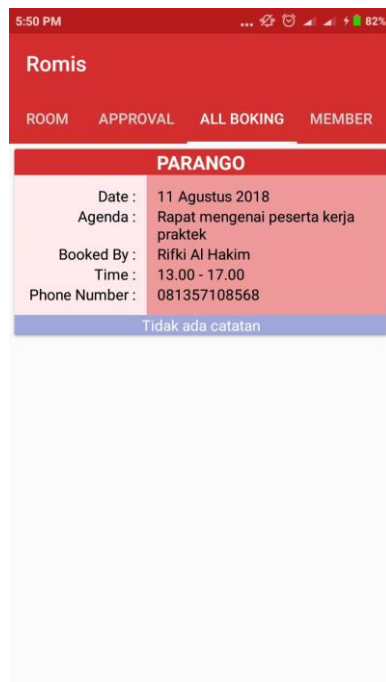 5:50 PM ... 82%
Romis
ROOM APPROVAL ALL BOKING MEMBER
PARANGO
Date : 11 Agustus 2018
Agenda : Rapat mengenai peserta kerja
praktek
Booked By : Rifki Al Hakim
Time : 13.00 - 17.00
Phone Number : 081357108568
Tidak ada catatan